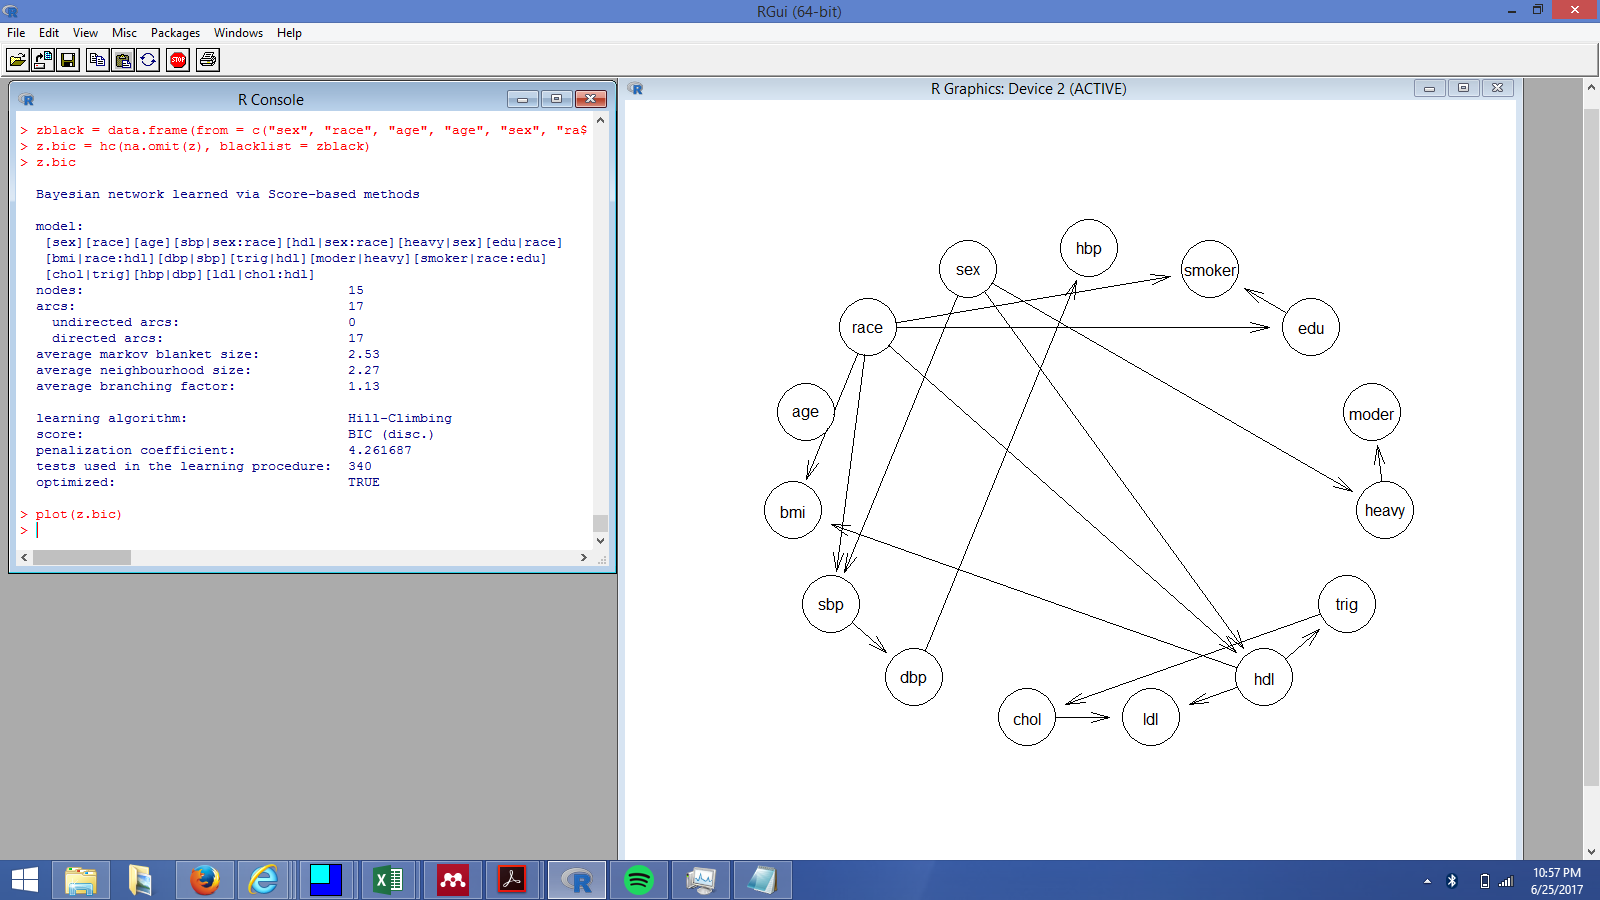 RGui (64-bit)
File Edit View Misc Packages Windows Help
STOP
R Console
> zblack = data.frame(from = c("sex", "race", "age", "age", "sex", "ra$
> z.bic = hc(na.omit(z), blacklist = zblack)
> z.bic
Bayesian network learned via Score-based methods
model:
[sex][race][age][sbp|sex:race][hdl|sex:race][heavy|sex][edu|race]
[bmi|race:hdl][dbp|sbp][trig|hdl][moder|heavy][smoker|race:edu]
[chol|trig][hbp|dbp][ldl|chol:hdl]
nodes: 15
arcs: 17
undirected arcs: 0
directed arcs: 17
average markov blanket size: 2.53
average neighbourhood size: 2.27
average branching factor: 1.13
learning algorithm: Hill-Climbing
score: BIC (disc.)
penalization coefficient: 4.261687
tests used in the learning procedure: 340
optimized: TRUE
> plot(z.bic)
>
R Graphics: Device 2 (ACTIVE)
hbp
sex
smoker
race
edu
age
moder
bmi
heavy
sbp
trig
dbp
hdl
chol
ldl
10:57 PM
6/25/2017